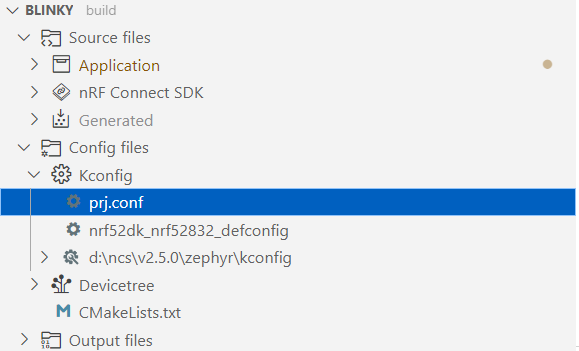 BLINKY build
Source files
Application
nRF Connect SDK
Generated
Config files
Kconfig
prj.conf
nrf52dk_nrf52832_defconfig
d:\ncs\v2.5.0\zephyr\kconfig
Devicetree
CMakeLists.txt
Output files